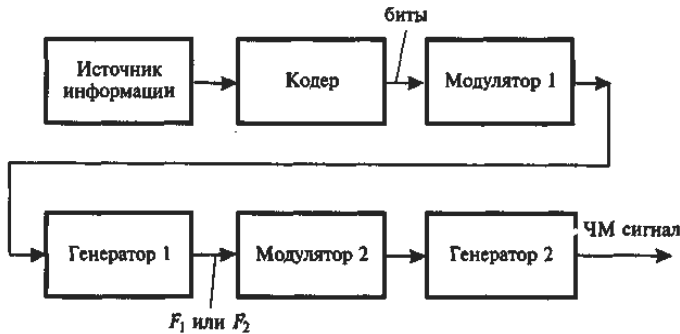 биты
Источник
информации
Кодер
Модулятор 1
Генератор 1
Модулятор 2
Генератор 2
ЧМ сигнал
F₁ или F₂